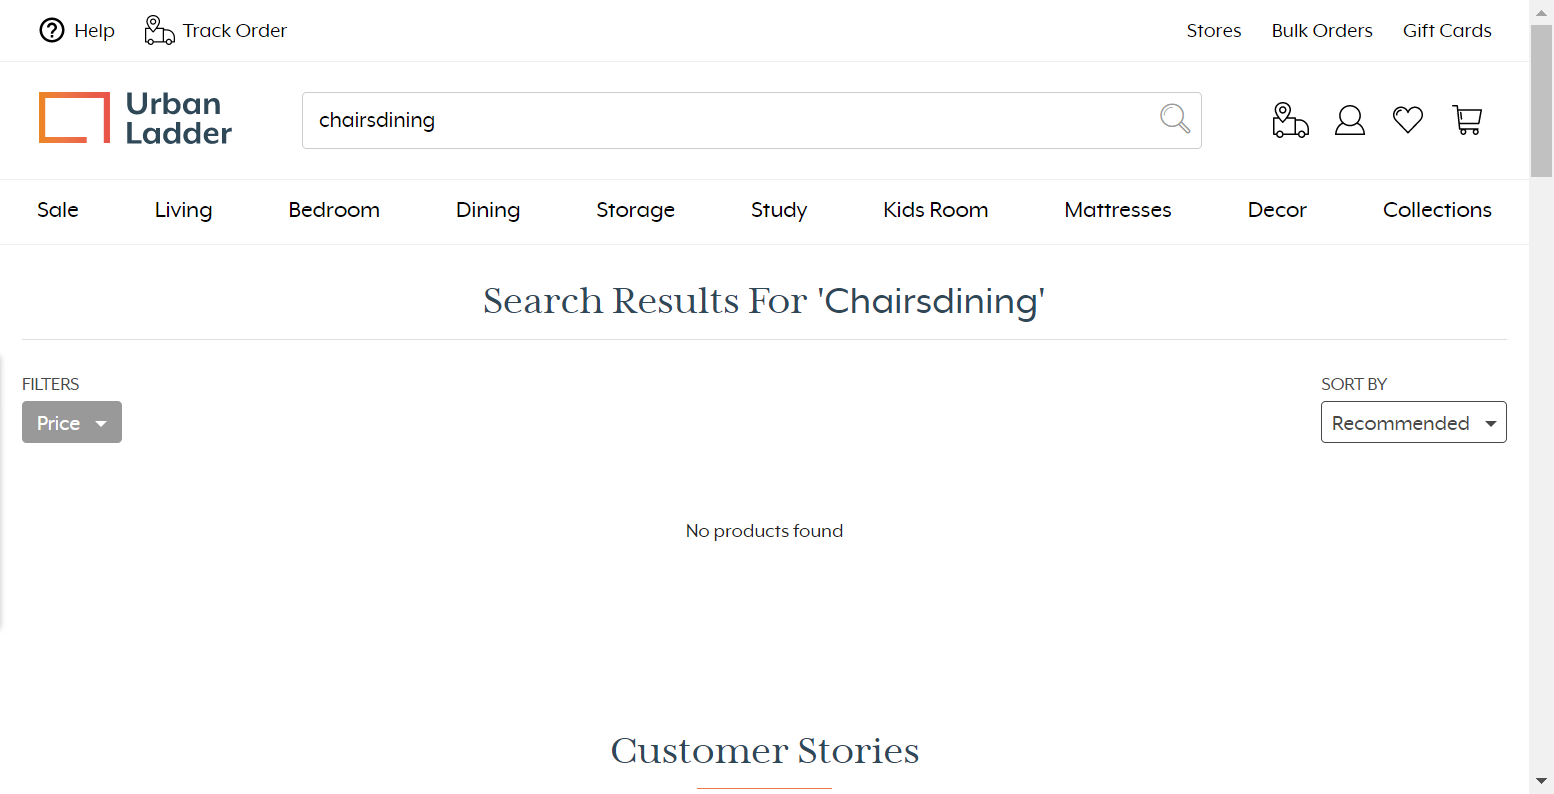 Help
Track Order
Stores
Bulk Orders
Gift Cards
Urban
Ladder
chairsdining
Sale
Living
Bedroom
Dining
Storage
Study
Kids Room
Mattresses
Decor
Collections
Search Results For 'Chairsdining'
FILTERS
SORT BY
Price
Recommended
No products found
Customer Stories